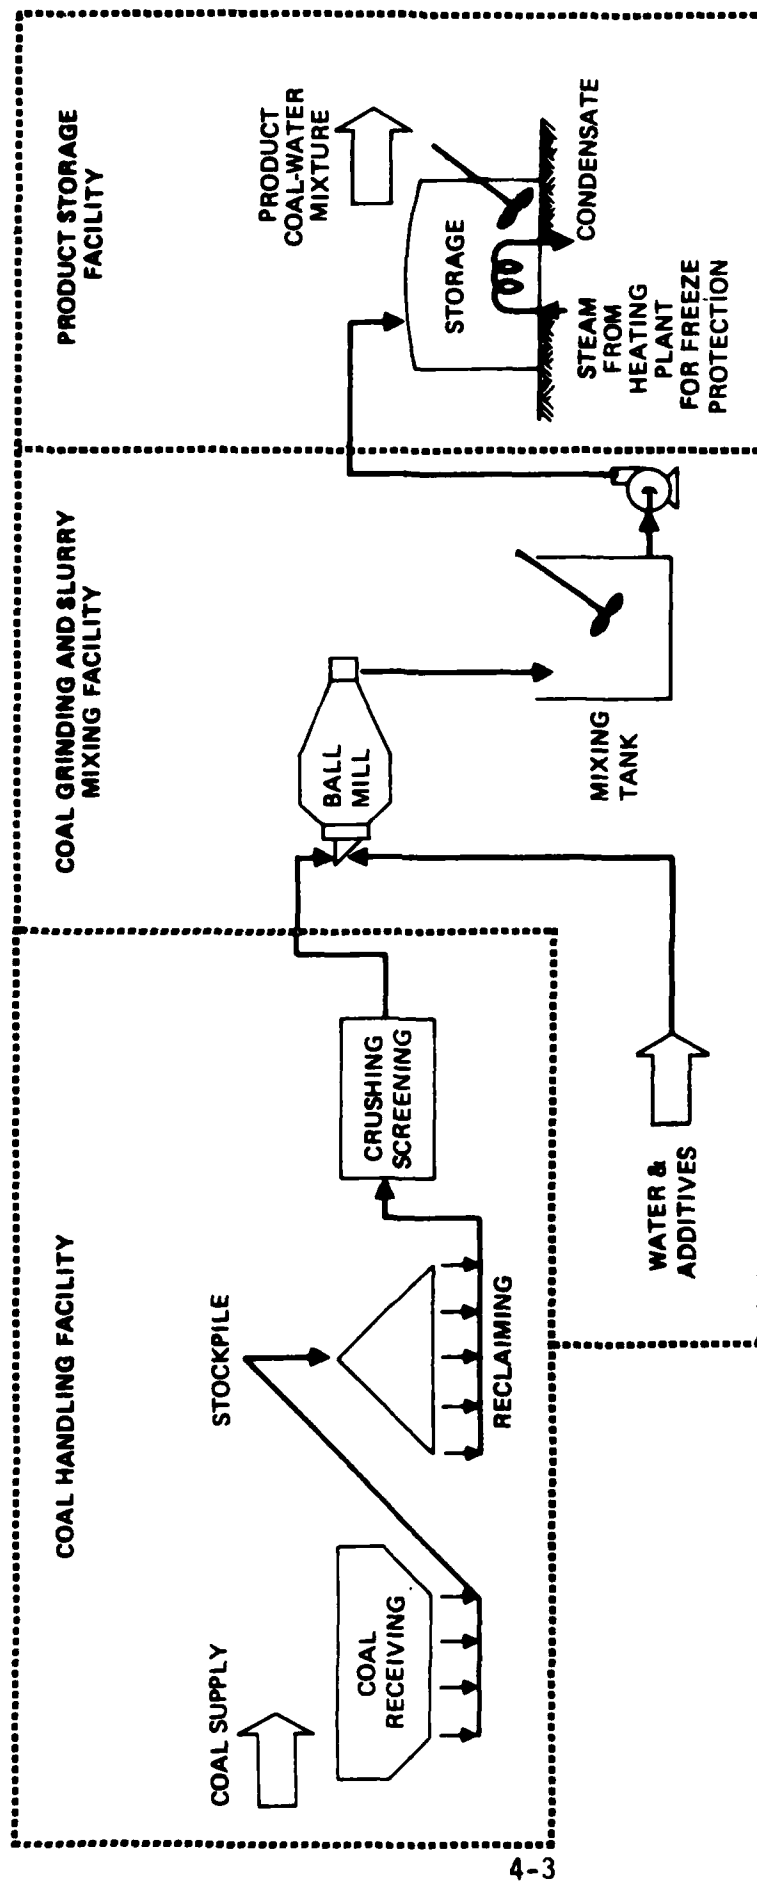 COAL HANDLING FACILITY
COAL SUPPLY
COAL
RECEIVING
STOCKPILE
RECLAIMING
CRUSHING
SCREENING
WATER &
ADDITIVES
COAL GRINDING AND SLURRY
MIXING FACILITY
BALL
MILL
MIXING
TANK
PRODUCT STORAGE
FACILITY
PRODUCT
COAL-WATER
MIXTURE
STORAGE
STEAM
FROM
HEATING
PLANT
FOR FREEZE
PROTECTION
CONDENSATE
4-3